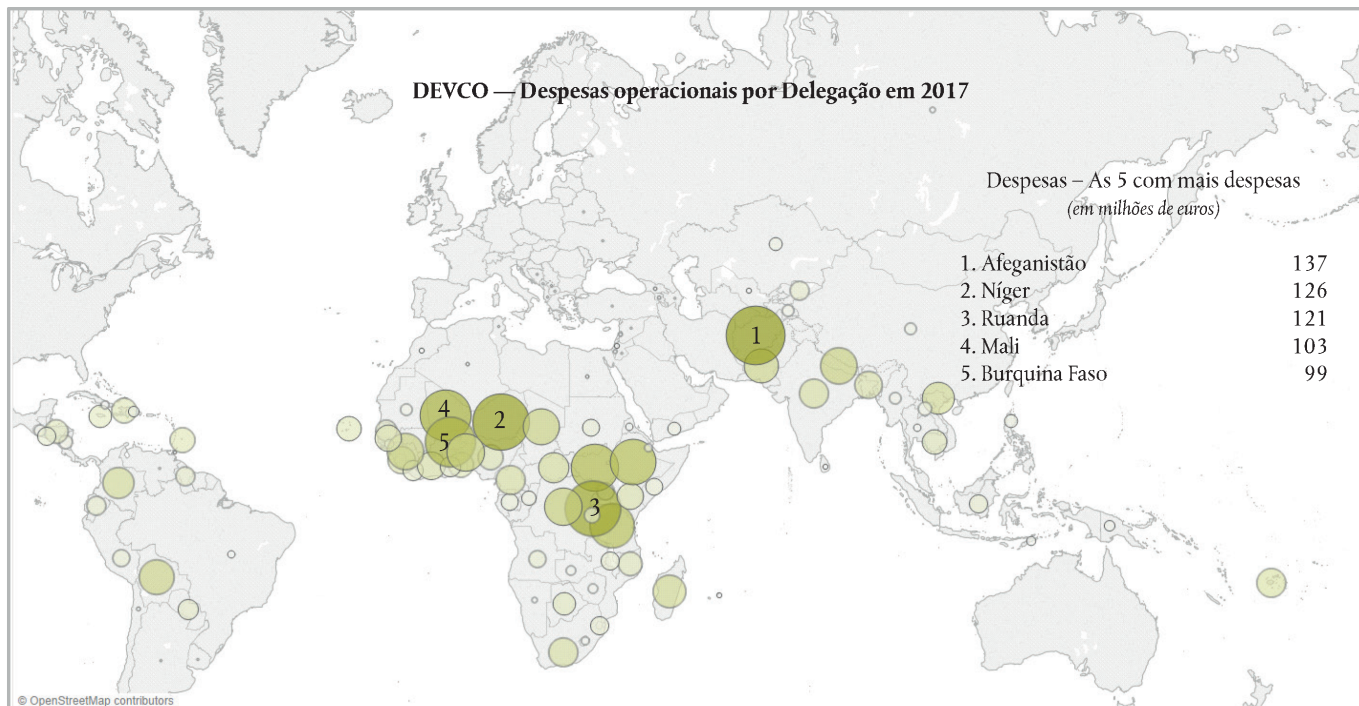 DEVCO — Despesas operacionais por Delegação em 2017
Despesas – As 5 com mais despesas
(em milhões de euros)
1. Afeganistão 137
2. Níger 126
3. Ruanda 121
4. Mali 103
5. Burquina Faso 99
1
4
2
5
3
© OpenStreetMap contributors